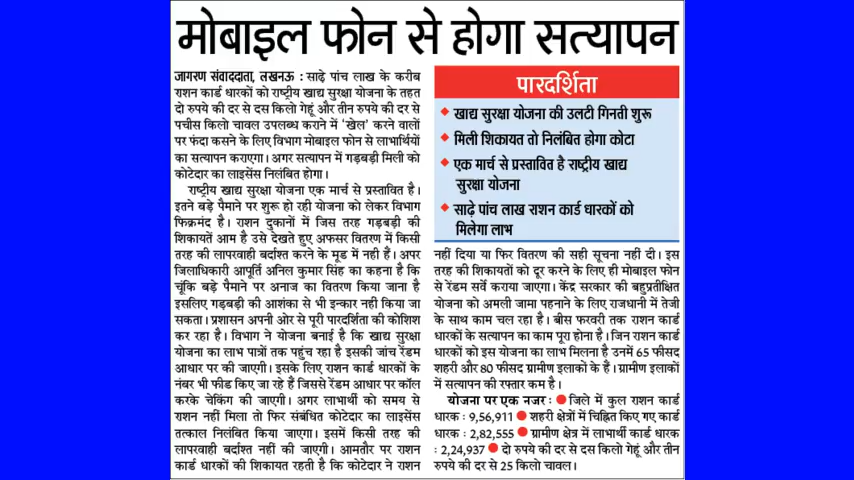 मोबाइल फोन से होगा सत्यापन
जागरण संवाददाता, लखनऊ : साढ़े पांच लाख के करीब
राशन कार्ड धारकों को राष्ट्रीय खाद्य सुरक्षा योजना के तहत
दो रुपये की दर से दस किलो गेहूं और तीन रुपये की दर से
पचीस किलो चावल उपलब्ध कराने में 'खेल' करने वालों
पर फंदा कसने के लिए विभाग मोबाइल फोन से लाभार्थियों
का सत्यापन कराएगा। अगर सत्यापन में गड़बड़ी मिली को
कोटेदार का लाइसेंस निलंबित होगा।
राष्ट्रीय खाद्य सुरक्षा योजना एक मार्च से प्रस्तावित है।
इतने बड़े पैमाने पर शुरू हो रही योजना को लेकर विभाग
फिक्रमंद है। राशन दुकानों में जिस तरह गड़बड़ी की
शिकायतें आम है उसे देखते हुए अफसर वितरण में किसी
तरह की लापरवाही बर्दाश्त करने के मूड में नही हैं। अपर
जिलाधिकारी आपूर्ति अनिल कुमार सिंह का कहना है कि
चूंकि बड़े पैमाने पर अनाज का वितरण किया जाना है
इसलिए गड़बड़ी की आशंका से भी इन्कार नही किया जा
सकता। प्रशासन अपनी ओर से पूरी पारदर्शिता की कोशिश
कर रहा है। विभाग ने योजना बनाई है कि खाद्य सुरक्षा
योजना का लाभ पात्रों तक पहुंच रहा है इसकी जांच रेंडम
आधार पर की जाएगी। इसके लिए राशन कार्ड धारकों के
नंबर भी फीड किए जा रहे हैं जिससे रेंडम आधार पर कॉल
करके चेकिंग की जाएगी। अगर लाभार्थी को समय से
राशन नहीं मिला तो फिर संबंधित कोटेदार का लाइसेंस
तत्काल निलंबित किया जाएगा। इसमें किसी तरह की
लापरवाही बर्दाश्त नहीं की जाएगी। आमतौर पर राशन
कार्ड धारकों की शिकायत रहती है कि कोटेदार ने राशन
पारदर्शिता
खाद्य सुरक्षा योजना की उलटी गिनती शुरू
मिली शिकायत तो निलंबित होगा कोटा
एक मार्च से प्रस्तावित है राष्ट्रीय खाद्य
सुरक्षा योजना
साढ़े पांच लाख राशन कार्ड धारकों को
मिलेगा लाभ
नहीं दिया या फिर वितरण की सही सूचना नहीं दी। इस
तरह की शिकायतों को दूर करने के लिए ही मोबाइल फोन
से रेंडम सर्वे कराया जाएगा। केंद्र सरकार की बहुप्रतीक्षित
योजना को अमली जामा पहनाने के लिए राजधानी में तेजी
के साथ काम चल रहा है। बीस फरवरी तक राशन कार्ड
धारकों के सत्यापन का काम पूरा होना है। जिन राशन कार्ड
धारकों को इस योजना का लाभ मिलना है उनमें 65 फीसद
शहरी और 80 फीसद ग्रामीण इलाकों के हैं। ग्रामीण इलाकों
में सत्यापन की रफ्तार कम है।
योजना पर एक नजर : ● जिले में कुल राशन कार्ड
धारक : 9,56,911 ● शहरी क्षेत्रों में चिह्नित किए गए कार्ड
धारक : 2,82,555 ● ग्रामीण क्षेत्र में लाभार्थी कार्ड धारक
: 2,24,937 ● दो रुपये की दर से दस किलो गेहूं और तीन
रुपये की दर से 25 किलो चावल।